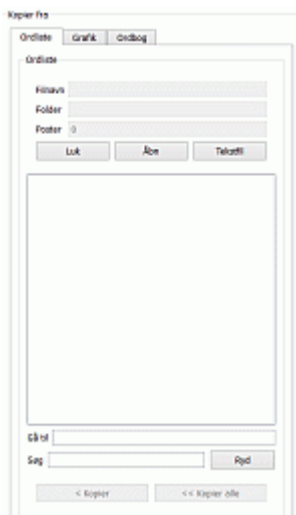 Kopier fra
Ordliste Grafik Ordbog
Ordliste
Filnavn
Folder
Poster 0
Luk Åbn Tekstfil
Gå til
Søg Ryd
< Kopier << Kopier alle